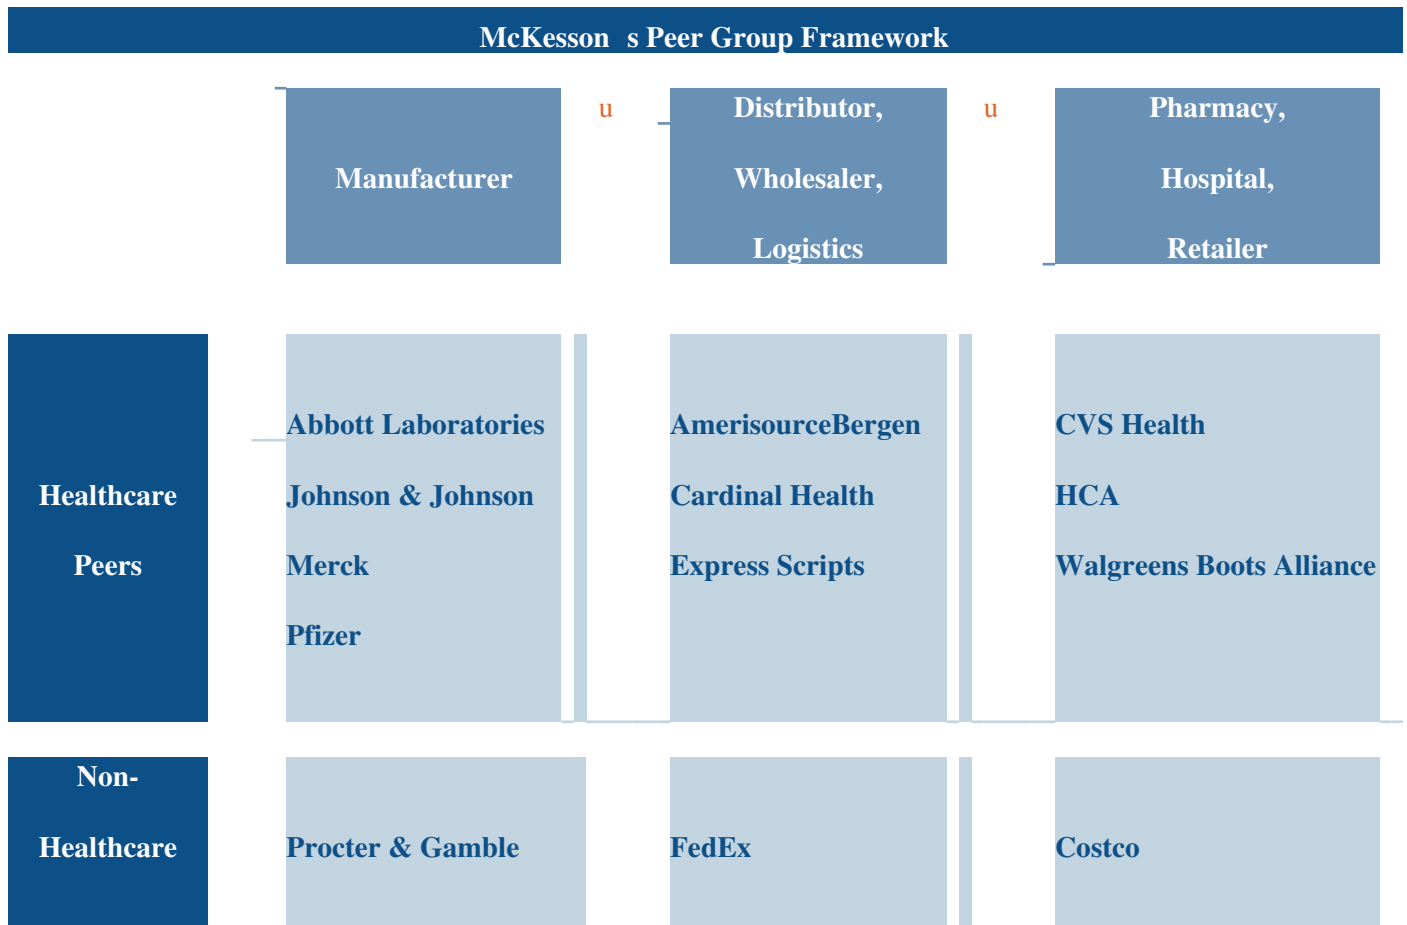 McKesson s Peer Group Framework
Manufacturer
u
Distributor,
Wholesaler,
Logistics
u
Pharmacy,
Hospital,
Retailer
Healthcare
Peers
Abbott Laboratories
Johnson & Johnson
Merck
Pfizer
AmerisourceBergen
Cardinal Health
Express Scripts
CVS Health
HCA
Walgreens Boots Alliance
Non-
Healthcare
Procter & Gamble
FedEx
Costco